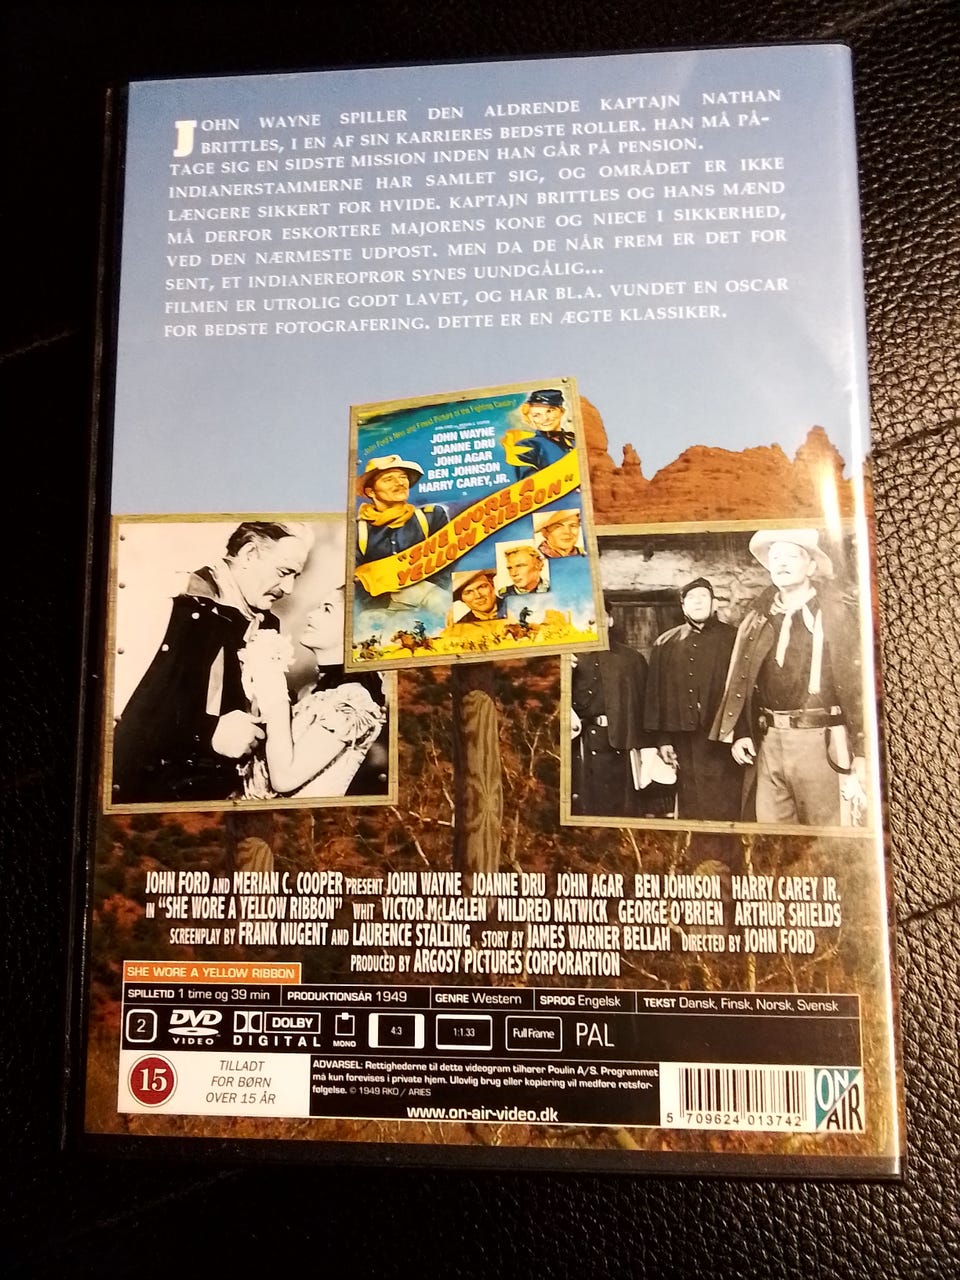 JOHN WAYNE SPILLER DEN ALDRENDE KAPTAJN NATHAN
BRITTLES, I EN AF SIN KARRIERES BEDSTE ROLLER. HAN MÅ PÅ-
TAGE SIG EN SIDSTE MISSION INDEN HAN GÅR PÅ PENSION.
INDIANERSTAMMERNE HAR SAMLET SIG, OG OMRÅDET ER IKKE
LÆNGERE SIKKERT FOR HVIDE. KAPTAJN BRITTLES OG HANS MÆND
MÅ DERFOR ESKORTERE MAJORENS KONE OG NIECE I SIKKERHED,
VED DEN NÆRMESTE UDPOST. MEN DA DE NÅR FREM ER DET FOR
SENT, ET INDIANEREOPRØR SYNES UUNDGÅLIG...
FILMEN ER UTROLIG GODT LAVET, OG HAR BL.A. VUNDET EN OSCAR
FOR BEDSTE FOTOGRAFERING. DETTE ER EN ÆGTE KLASSIKER.
John Ford's New and Finest Picture of the Fighting Cavalry!
JOHN WAYNE
JOANNE DRU
JOHN AGAR
BEN JOHNSON
HARRY CAREY, JR.
"SHE WORE A
YELLOW RIBBON"
JOHN FORD AND MERIAN C. COOPER PRESENT JOHN WAYNE JOANNE DRU JOHN AGAR BEN JOHNSON HARRY CAREY JR.
IN "SHE WORE A YELLOW RIBBON" WHIT VICTOR McLAGLEN MILDRED NATWICK GEORGE O'BRIEN ARTHUR SHIELDS
SCREENPLAY BY FRANK NUGENT AND LAURENCE STALLING STORY BY JAMES WARNER BELLAH DIRECTED BY JOHN FORD
PRODUCED BY ARGOSY PICTURES CORPORARTION
SHE WORE A YELLOW RIBBON
SPILLETID 1 time og 39 min PRODUKTIONSÅR 1949 GENRE Western SPROG Engelsk TEKST Dansk, Finsk, Norsk, Svensk
2 DVD VIDEO DOLBY DIGITAL MONO 4:3 1:1.33 Full Frame PAL
15
TILLADT
FOR BØRN
OVER 15 ÅR
ADVARSEL: Rettighederne til dette videogram tilhører Poulin A/S. Programmet
må kun forevises i private hjem. Ulovlig brug eller kopiering vil medføre retsfor-
følgelse. © 1949 RKO / ARIES
www.on-air-video.dk
5 709624 013742
ON AIR